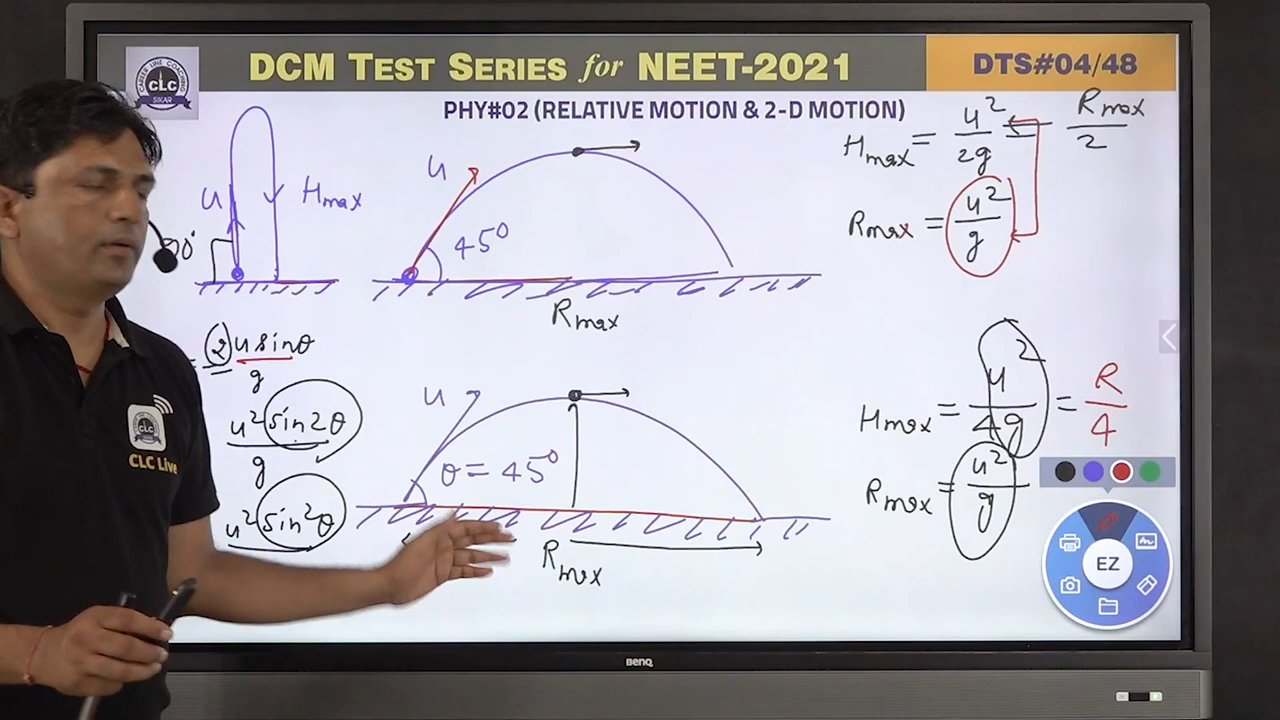 DCM TEST SERIES for NEET-2021
DTS#04/48
CLC
SIKAR
PHY#02 (RELATIVE MOTION & 2-D MOTION)
u
Hmax
u
45°
Rmax
Hmax = u²/2g = Rmax/2
Rmax = u²/g
2 u sinθ
g
u² sin2θ
g
u² sin²θ
u
θ = 45°
Rmax
Hmax = u²/4g = R/4
Rmax = u²/g
EZ
CLC
CLC Live
BenQ